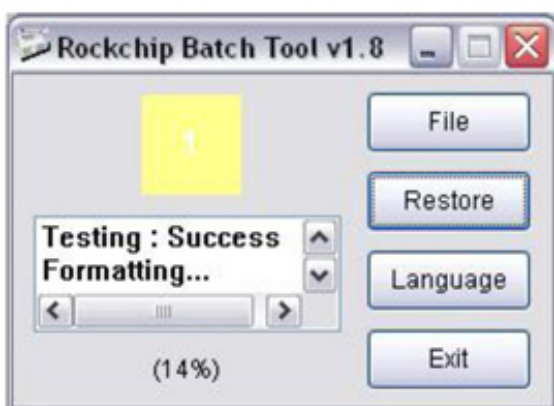 Rockchip Batch Tool v1.8
1
File
Testing : Success
Formatting...
Restore
Language
(14%)
Exit